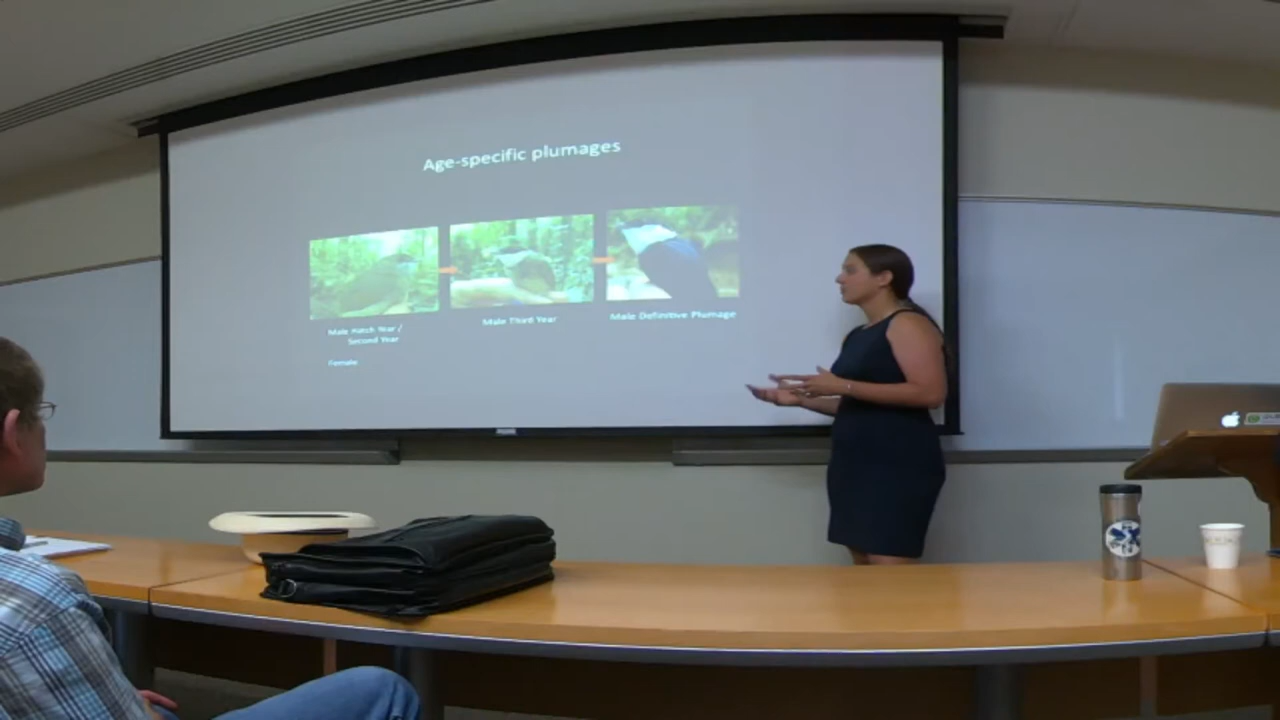 Age-specific plumages
Male Hatch Year /
Second Year
Female
Male Third Year
Male Definitive Plumage